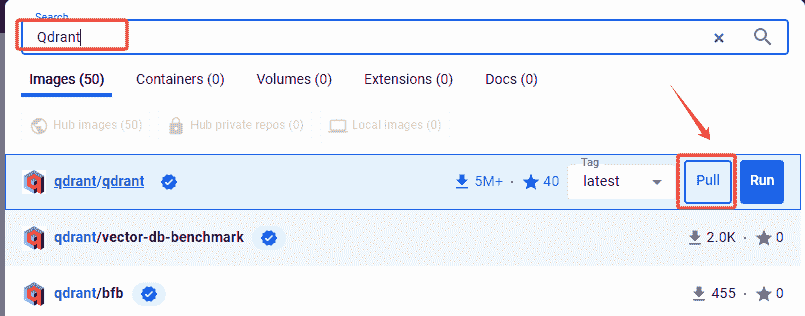 Search
Qdrant
Images (50) Containers (0) Volumes (0) Extensions (0) Docs (0)
Hub images (50) Hub private repos (0) Local images (0)
Tag
qdrant/qdrant 5M+ · 40 latest Pull Run
qdrant/vector-db-benchmark 2.0K · 0
qdrant/bfb 455 · 0